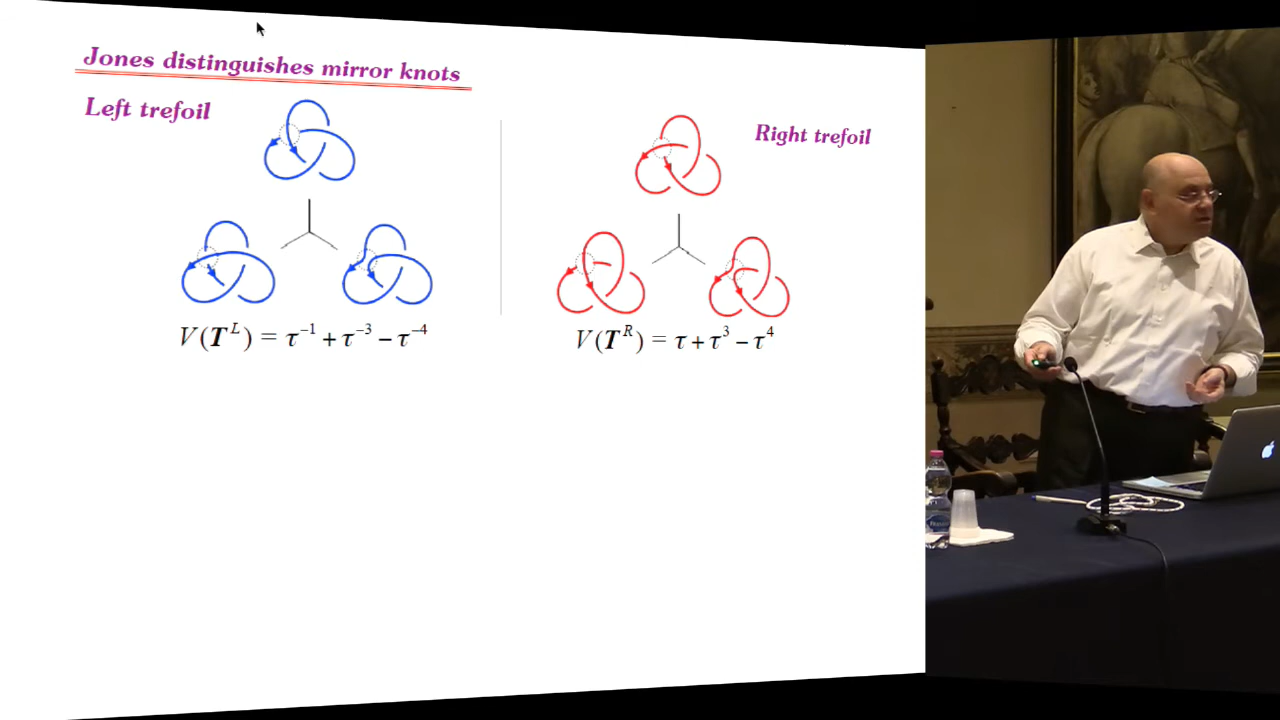 Jones distinguishes mirror knots
Left trefoil
Right trefoil
V(T^L) = τ^{-1} + τ^{-3} − τ^{-4}
V(T^R) = τ + τ^3 − τ^4